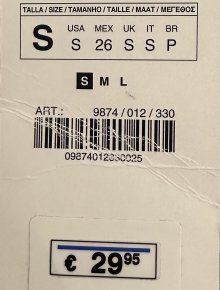 TALLA / SIZE / TAMANHO / TAILLE / MAAT / ΜΕΓΕΘΟΣ
S
USA MEX UK IT BR
S 26 S S P
S M L
ART.: 9874 / 012 / 330
09874012330025
€ 29 95